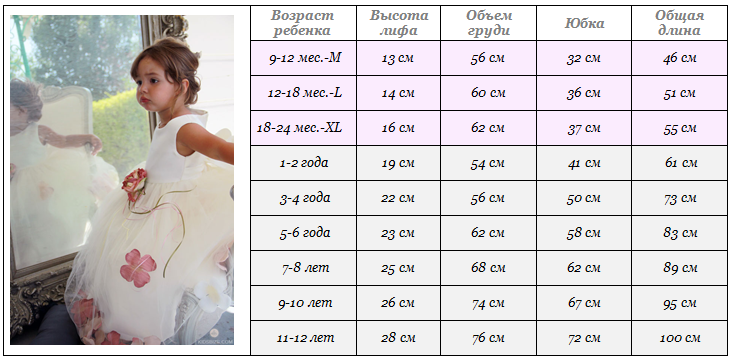 Возраст ребенка Высота лифа Объем груди Юбка Общая длина
9-12 мес.-M 13 см 56 см 32 см 46 см
12-18 мес.-L 14 см 60 см 36 см 51 см
18-24 мес.-XL 16 см 62 см 37 см 55 см
1-2 года 19 см 54 см 41 см 61 см
3-4 года 22 см 56 см 50 см 73 см
5-6 года 23 см 62 см 58 см 83 см
7-8 лет 25 см 68 см 62 см 89 см
9-10 лет 26 см 74 см 67 см 95 см
11-12 лет 28 см 76 см 72 см 100 см